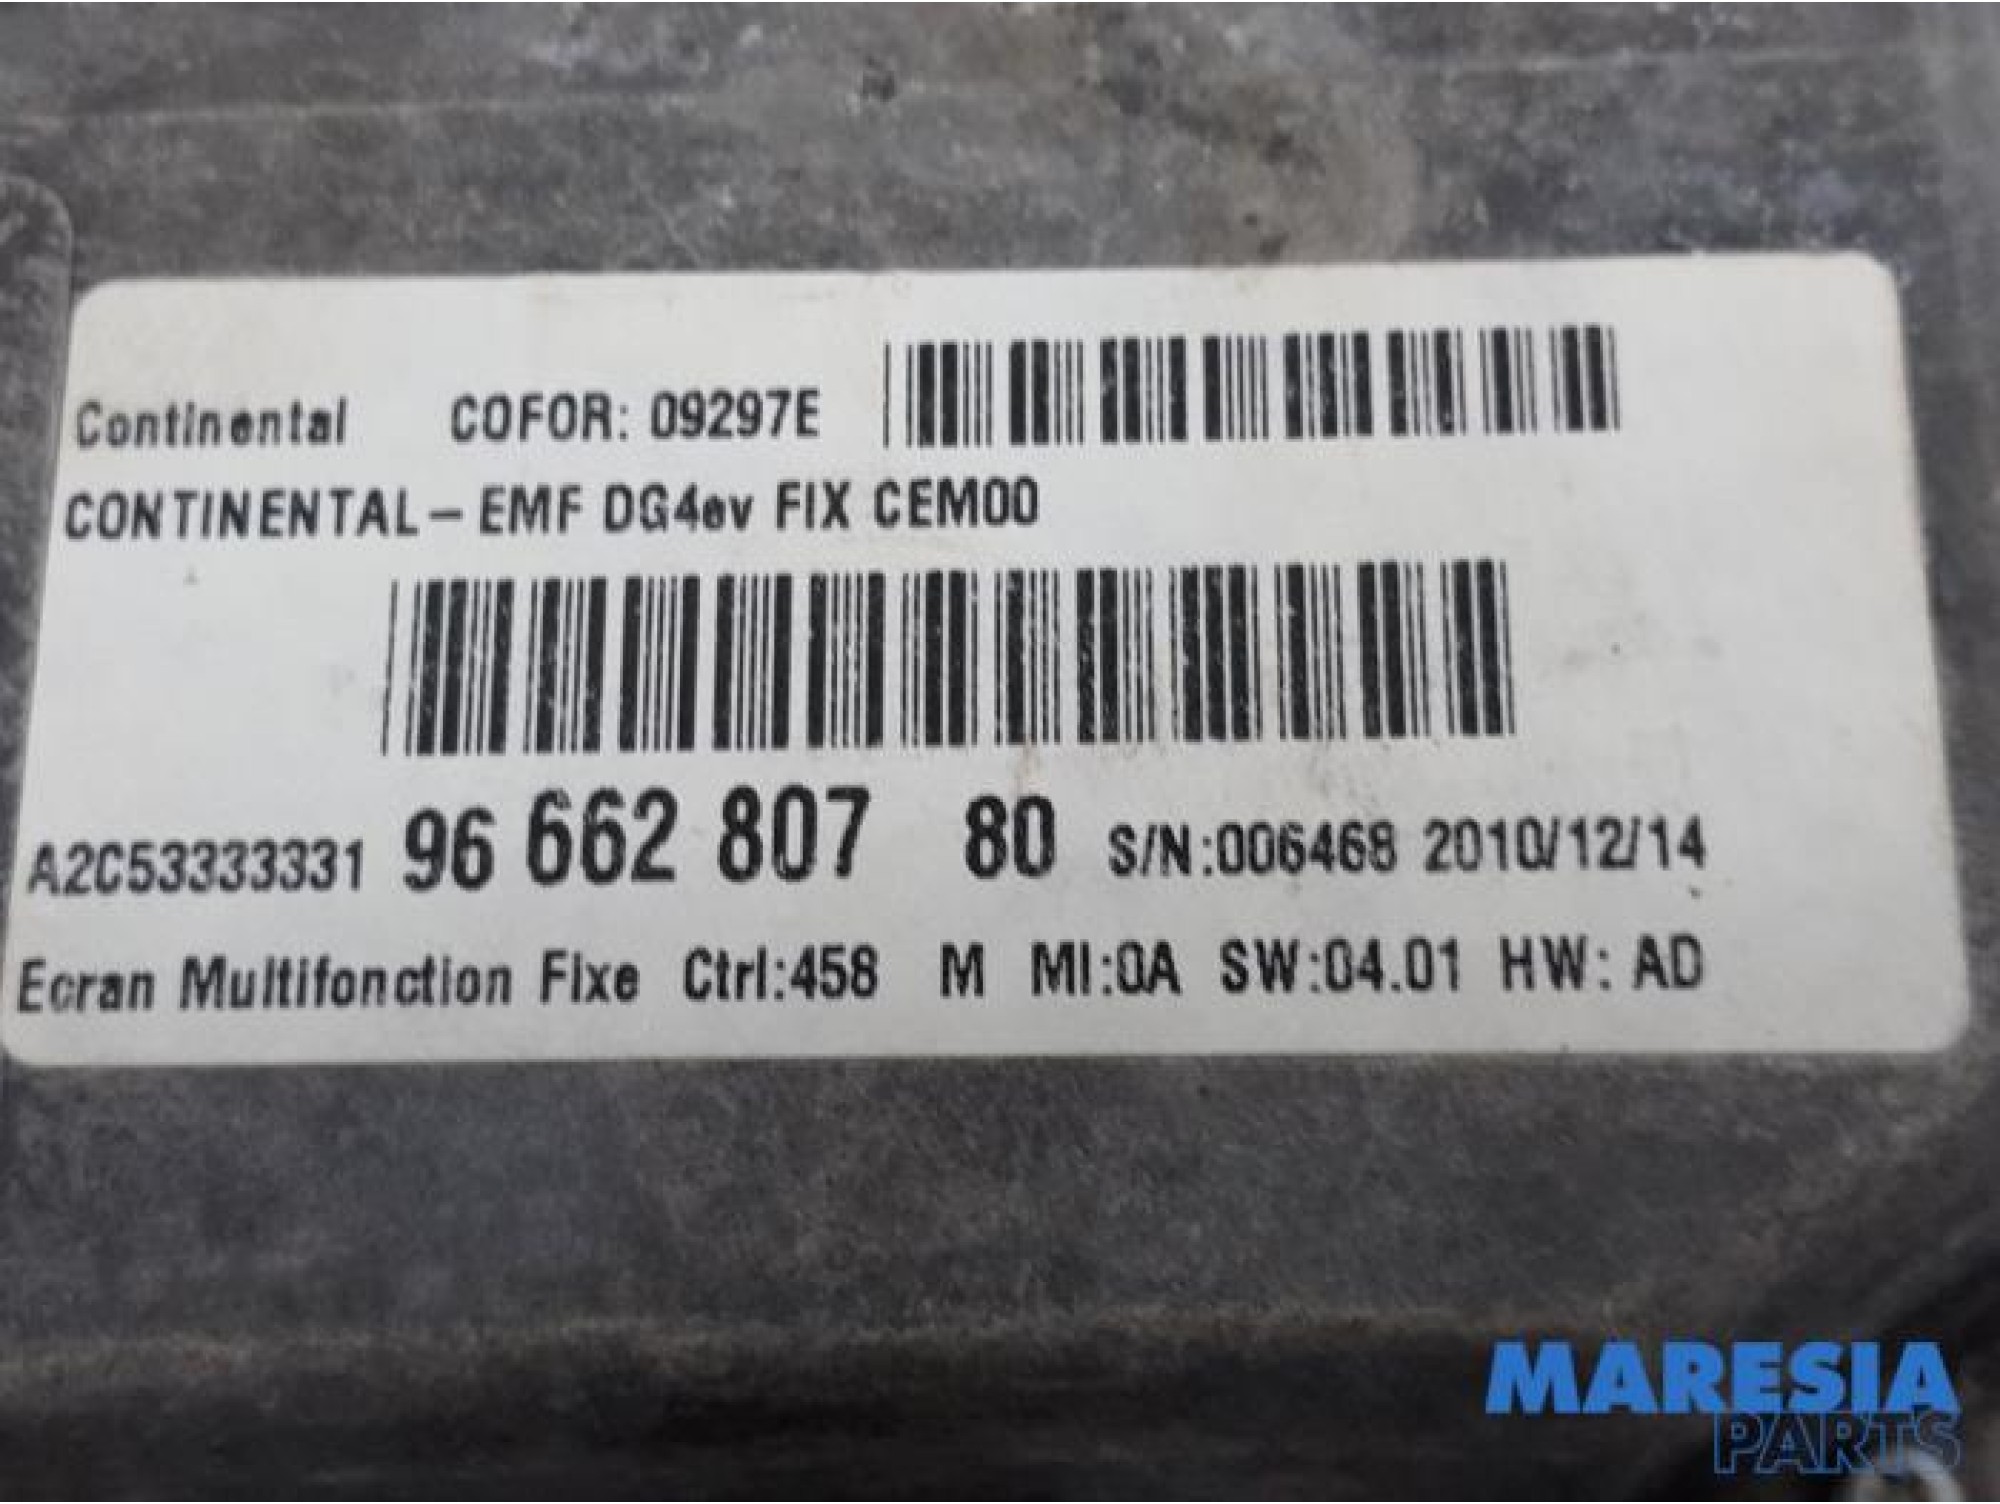 Continental COFOR: 09297E
CONTINENTAL-EMF DG4ev FIX CEM00
A2C53333331 96 662 807 80 S/N:006468 2010/12/14
Ecran Multifonction Fixe Ctrl:458 M MI:0A SW:04.01 HW: AD
MARESIA
PARTS